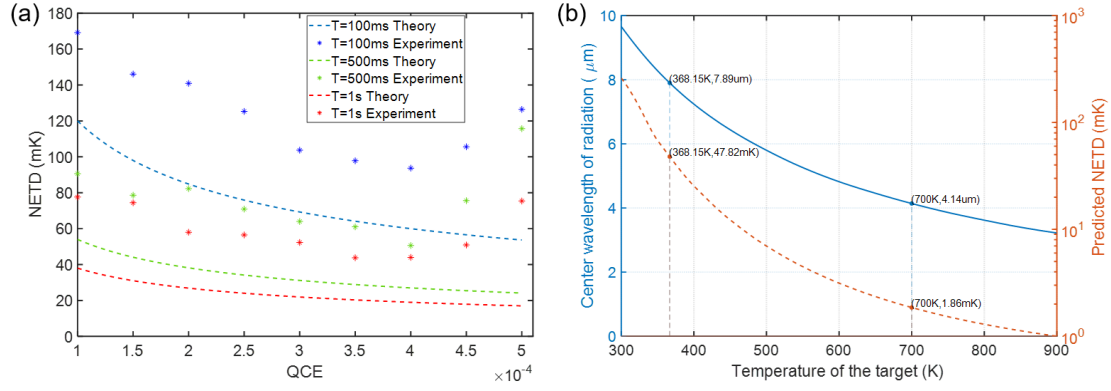 (a)
T=100ms Theory
T=100ms Experiment
T=500ms Theory
T=500ms Experiment
T=1s Theory
T=1s Experiment
NETD (mK)
180
160
140
120
100
80
60
40
20
0
1
1.5
2
2.5
3
3.5
4
4.5
5
QCE
×10⁻⁴
(b)
Center wavelength of radiation ( μm)
10
8
6
4
2
0
(368.15K,7.89um)
(368.15K,47.82mK)
(700K,4.14um)
(700K,1.86mK)
300
400
500
600
700
800
900
Temperature of the target (K)
10³
10²
10¹
10⁰
Predicted NETD (mK)